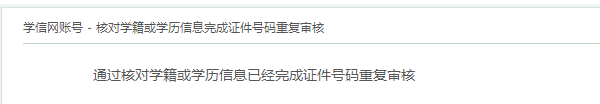 学信网账号 - 核对学籍或学历信息完成证件号码重复审核
通过核对学籍或学历信息已经完成证件号码重复审核